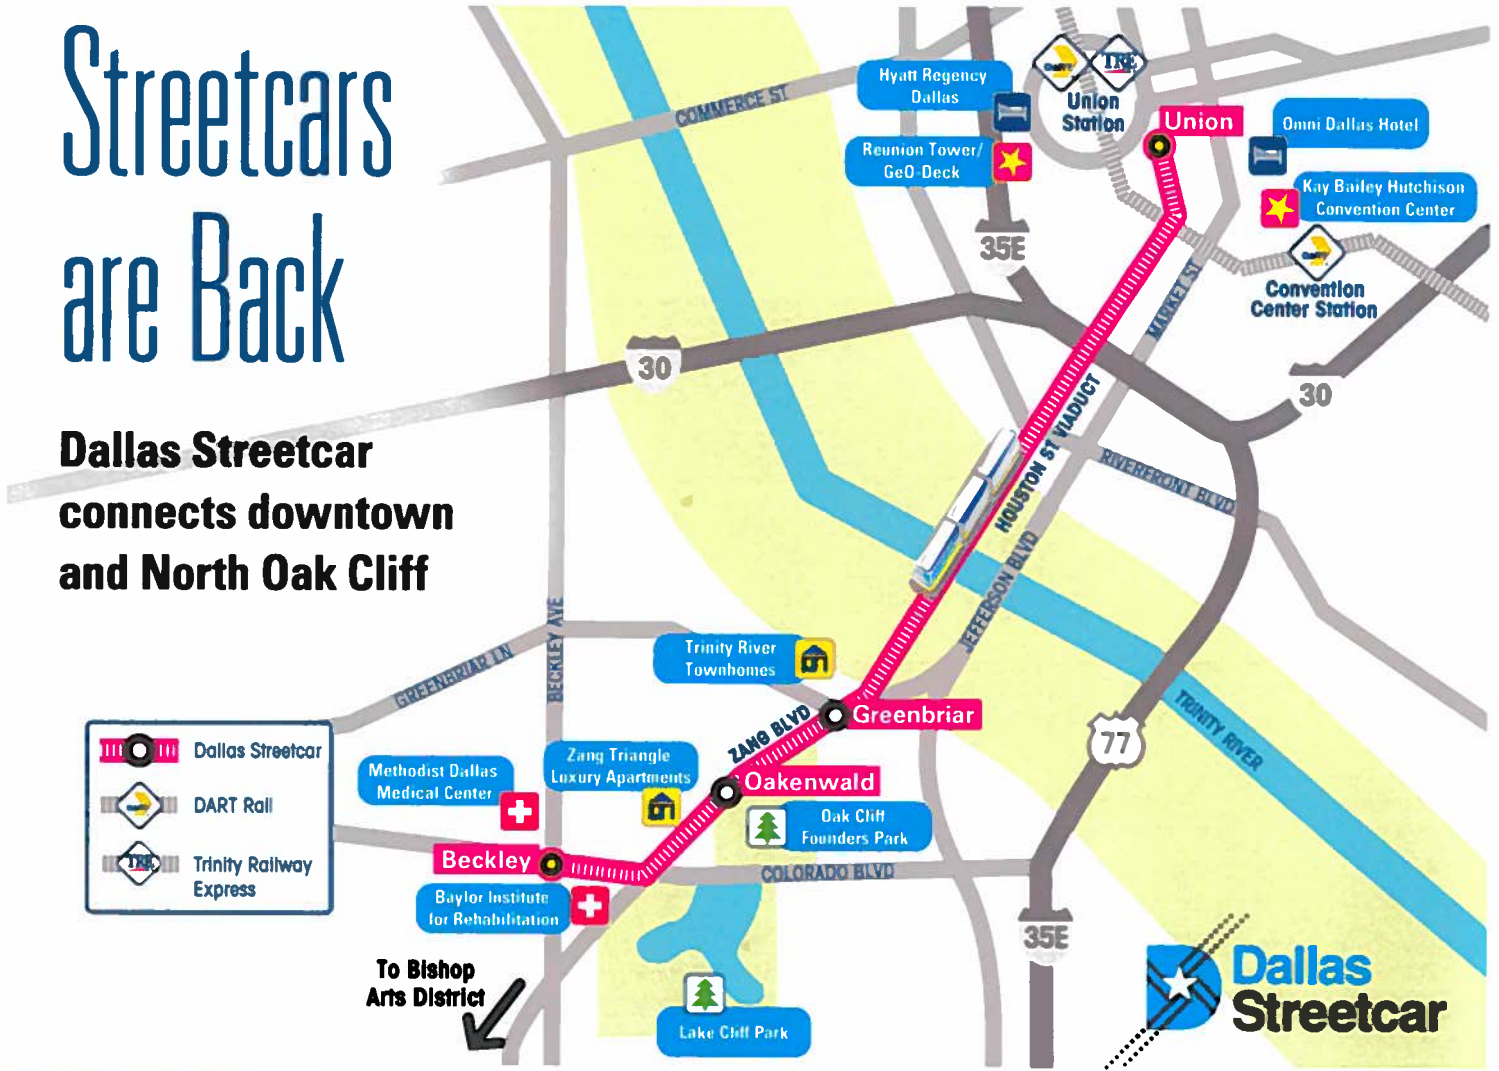 Streetcars
are Back
Dallas Streetcar
connects downtown
and North Oak Cliff
COMMERCE ST
Hyatt Regency
Dallas
Reunion Tower/
GeO-Deck
DART
TRE
Union
Station
Union
Omni Dallas Hotel
Kay Bailey Hutchison
Convention Center
DART
Convention
Center Station
35E
30
30
MARKET ST
HOUSTON ST VIADUCT
RIVERFRONT BLVD
JEFFERSON BLVD
BECKLEY AVE
GREENBRIAR LN
Trinity River
Townhomes
Greenbriar
ZANG BLVD
TRINITY RIVER
77
Dallas Streetcar
DART Rail
TRE
Trinity Railway
Express
Methodist Dallas
Medical Center
Zang Triangle
Luxury Apartments
Oakenwald
Oak Cliff
Founders Park
Beckley
COLORADO BLVD
Baylor Institute
for Rehabilitation
35E
To Bishop
Arts District
Lake Cliff Park
Dallas
Streetcar